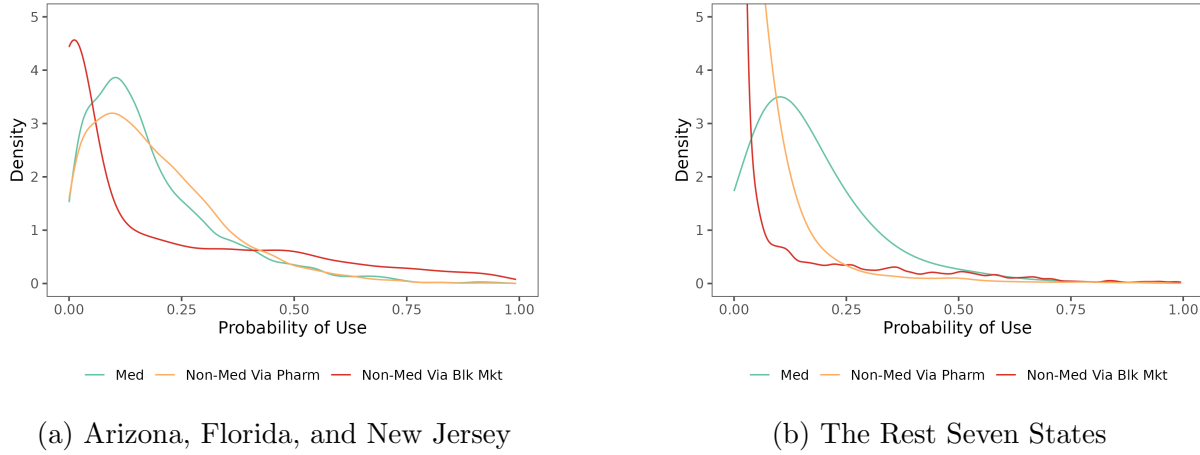 5
4
3
2
1
0
Density
0.00 0.25 0.50 0.75 1.00
Probability of Use
Med Non-Med Via Pharm Non-Med Via Blk Mkt
(a) Arizona, Florida, and New Jersey
5
4
3
2
1
0
Density
0.00 0.25 0.50 0.75 1.00
Probability of Use
Med Non-Med Via Pharm Non-Med Via Blk Mkt
(b) The Rest Seven States